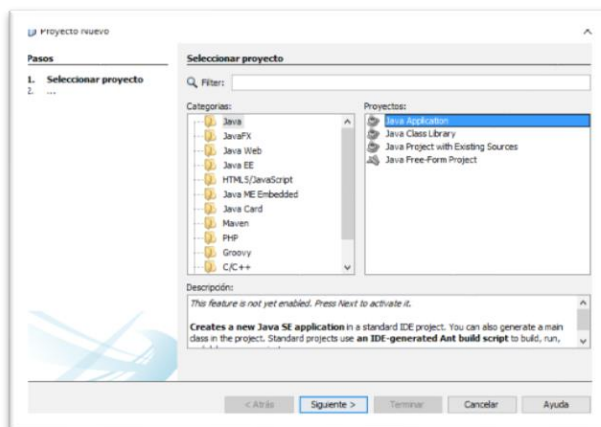 Proyecto Nuevo
Pasos
1. Seleccionar proyecto
2. ...
Seleccionar proyecto
Filter:
Categorías:
Java
JavaFX
Java Web
Java EE
HTML5/JavaScript
Java ME Embedded
Java Card
Maven
PHP
Groovy
C/C++
Proyectos:
Java Application
Java Class Library
Java Project with Existing Sources
Java Free-Form Project
Descripción:
This feature is not yet enabled. Press Next to activate it.
Creates a new Java SE application in a standard IDE project. You can also generate a main
class in the project. Standard projects use an IDE-generated Ant build script to build, run,
< Atrás
Siguiente >
Terminar
Cancelar
Ayuda